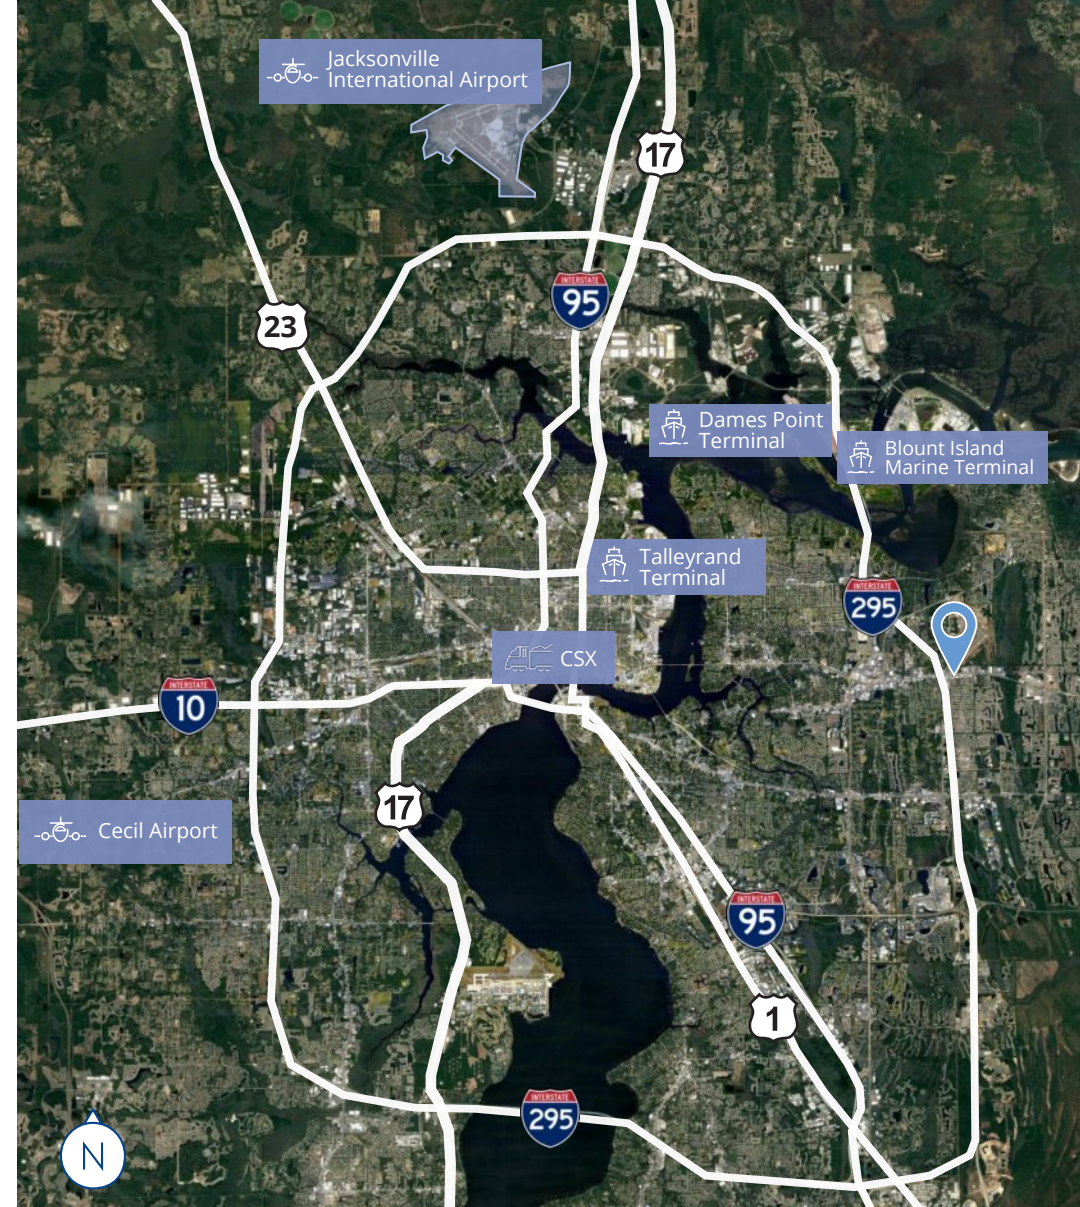 Jacksonville
International Airport
17
INTERSTATE
95
23
Dames Point
Terminal
Blount Island
Marine Terminal
Talleyrand
Terminal
INTERSTATE
295
CSX
INTERSTATE
10
17
Cecil Airport
INTERSTATE
95
1
INTERSTATE
295
N